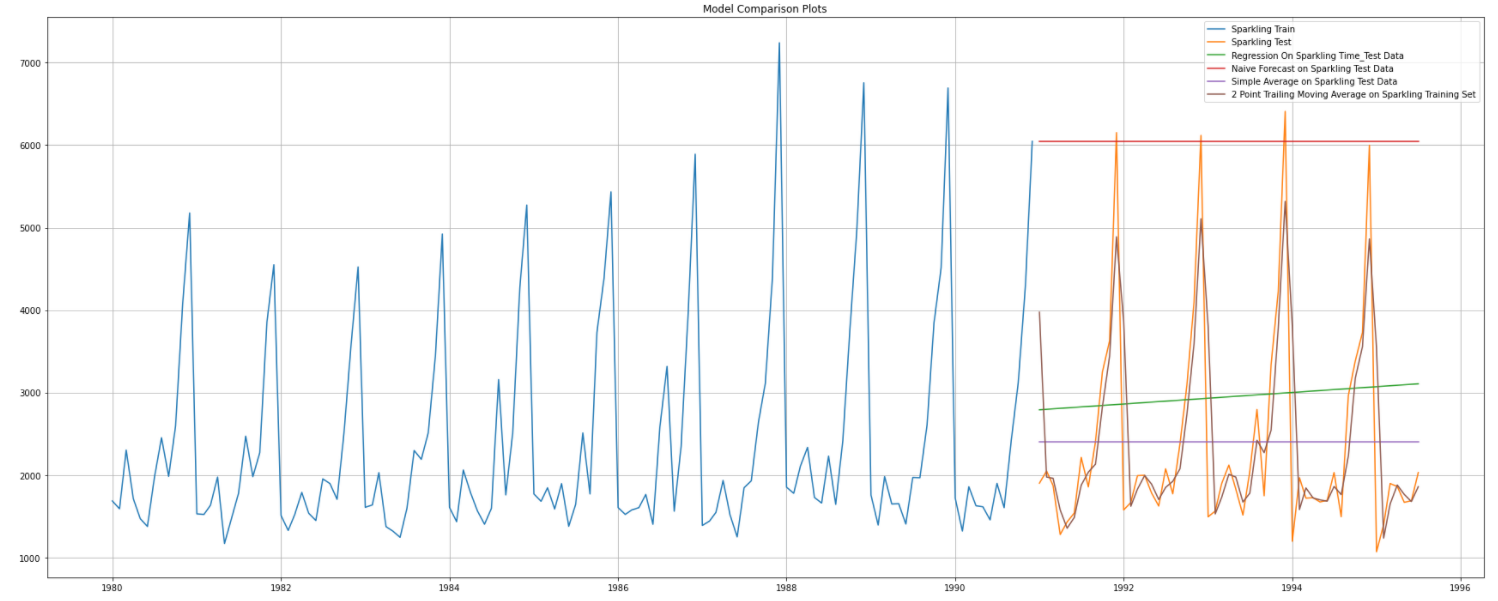 Model Comparison Plots
Sparkling Train
Sparkling Test
Regression On Sparkling Time_Test Data
Naive Forecast on Sparkling Test Data
Simple Average on Sparkling Test Data
2 Point Trailing Moving Average on Sparkling Training Set
7000
6000
5000
4000
3000
2000
1000
1980 1982 1984 1986 1988 1990 1992 1994 1996